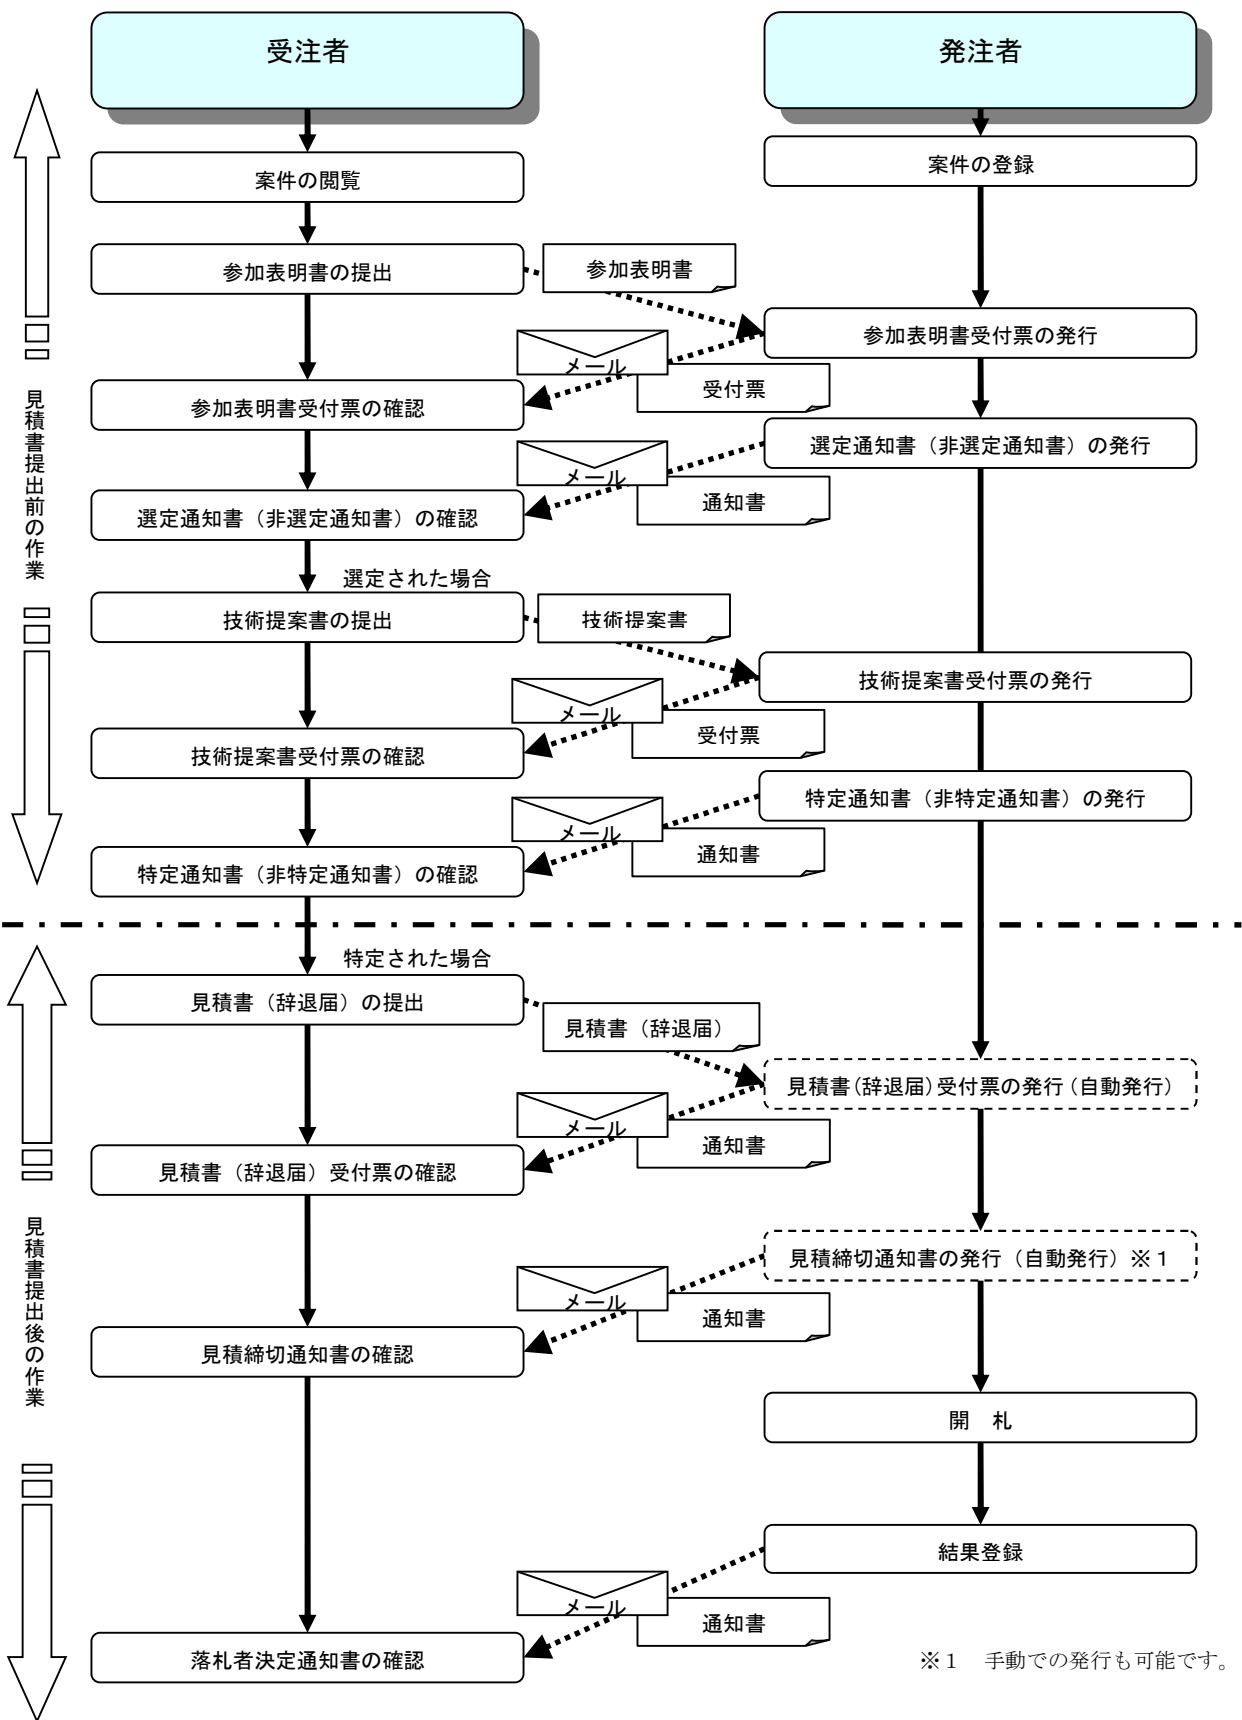 受注者
発注者
案件の登録
案件の閲覧
参加表明書の提出
参加表明書
参加表明書受付票の発行
メール
受付票
参加表明書受付票の確認
選定通知書（非選定通知書）の発行
メール
通知書
選定通知書（非選定通知書）の確認
選定された場合
技術提案書の提出
技術提案書
技術提案書受付票の発行
メール
受付票
技術提案書受付票の確認
特定通知書（非特定通知書）の発行
メール
通知書
特定通知書（非特定通知書）の確認
見積書提出前の作業
特定された場合
見積書（辞退届）の提出
見積書（辞退届）
見積書（辞退届）受付票の発行（自動発行）
メール
通知書
見積書（辞退届）受付票の確認
見積締切通知書の発行（自動発行）※１
メール
通知書
見積締切通知書の確認
見積書提出後の作業
開　札
結果登録
メール
通知書
落札者決定通知書の確認
※１　手動での発行も可能です。